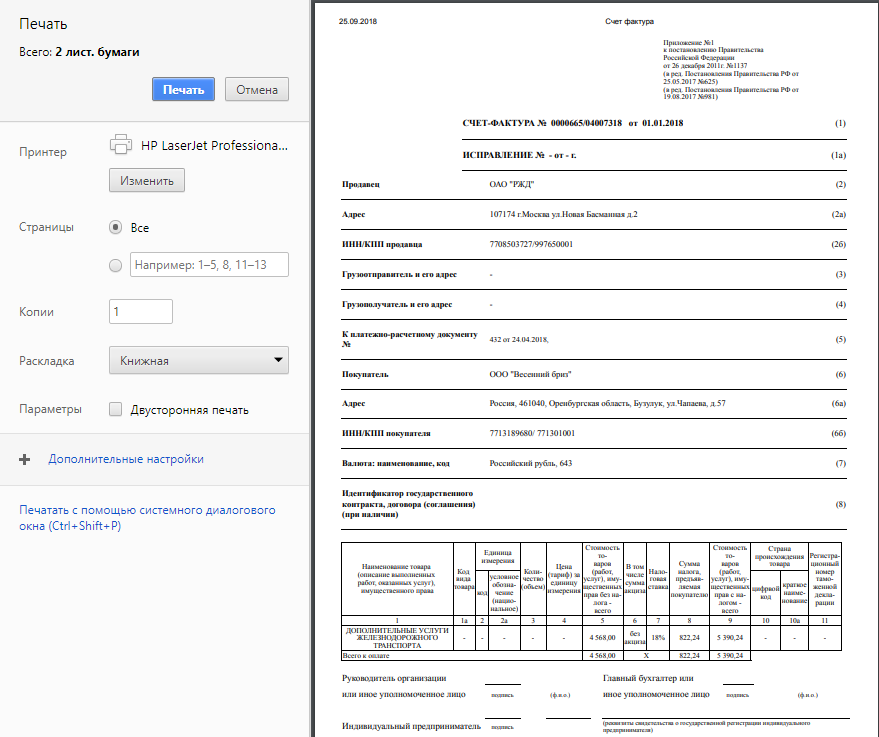 Печать
Всего: 2 лист. бумаги
Печать
Отмена
Принтер
HP LaserJet Professiona...
Изменить
Страницы
Все
Например: 1–5, 8, 11–13
Копии
1
Раскладка
Книжная
Параметры
Двусторонняя печать
Дополнительные настройки
Печатать с помощью системного диалогового
окна (Ctrl+Shift+P)
25.09.2018
Счет фактура
Приложение №1
к постановлению Правительства
Российской Федерации
от 26 декабря 2011г. №1137
(в ред. Постановления Правительства РФ от
25.05.2017 №625)
(в ред. Постановления Правительства РФ от
19.08.2017 №981)
СЧЕТ-ФАКТУРА № 0000665/04007318 от 01.01.2018 (1)
ИСПРАВЛЕНИЕ № - от - г. (1а)
Продавец ОАО "РЖД" (2)
Адрес 107174 г.Москва ул.Новая Басманная д.2 (2а)
ИНН/КПП продавца 7708503727/997650001 (2б)
Грузоотправитель и его адрес - (3)
Грузополучатель и его адрес - (4)
К платежно-расчетному документу
№ 432 от 24.04.2018, (5)
Покупатель ООО "Весенний бриз" (6)
Адрес Россия, 461040, Оренбургская область, Бузулук, ул.Чапаева, д.57 (6а)
ИНН/КПП покупателя 7713189680/ 771301001 (6б)
Валюта: наименование, код Российский рубль, 643 (7)
Идентификатор государственного
контракта, договора (соглашения)
(при наличии) (8)
Наименование товара
(описание выполненных
работ, оказанных услуг),
имущественного права
Код
вида
товара
Единица
измерения
код
условное
обозна-
чение
(нацио-
нальное)
Коли-
чество
(объем)
Цена
(тариф) за
единицу
измерения
Стоимость
то-
варов
(работ,
услуг), иму-
щественных
прав без на-
лога -
всего
В том
числе
сумма
акциза
Нало-
говая
ставка
Сумма
налога,
предъяв-
ляемая
покупателю
Стоимость
то-
варов
(работ,
услуг), иму-
щественных
прав с на-
логом -
всего
Страна
происхождения
товара
цифровой
код
краткое
наиме-
нование
Регистра-
ционный
номер
тамо-
женной
декла-
рации
1 1а 2 2а 3 4 5 6 7 8 9 10 10а 11
ДОПОЛНИТЕЛЬНЫЕ УСЛУГИ
ЖЕЛЕЗНОДОРОЖНОГО
ТРАНСПОРТА
- - - - - 4 568,00 без
акциза 18% 822,24 5 390,24 - - -
Всего к оплате 4 568,00 X 822,24 5 390,24
Руководитель организации
или иное уполномоченное лицо
подпись (ф.и.о.)
Главный бухгалтер или
иное уполномоченное лицо
подпись (ф.и.о.)
Индивидуальный предприниматель
подпись (ф.и.о.)
(реквизиты свидетельства о государственной регистрации индивидуального
предпринимателя)